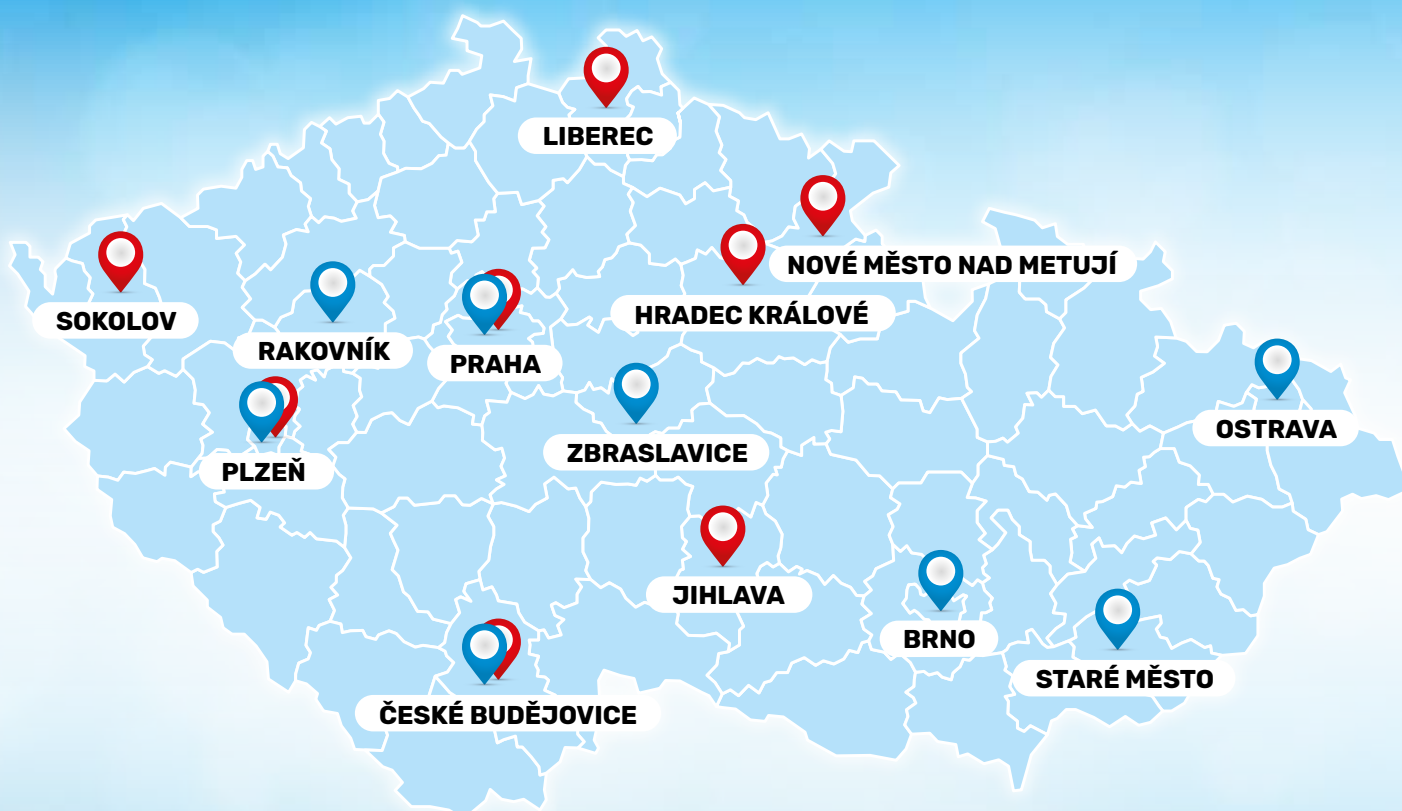 LIBEREC
NOVÉ MĚSTO NAD METUJÍ
HRADEC KRÁLOVÉ
SOKOLOV
RAKOVNÍK
PRAHA
OSTRAVA
ZBRASLAVICE
PLZEŇ
JIHLAVA
BRNO
STARÉ MĚSTO
ČESKÉ BUDĚJOVICE